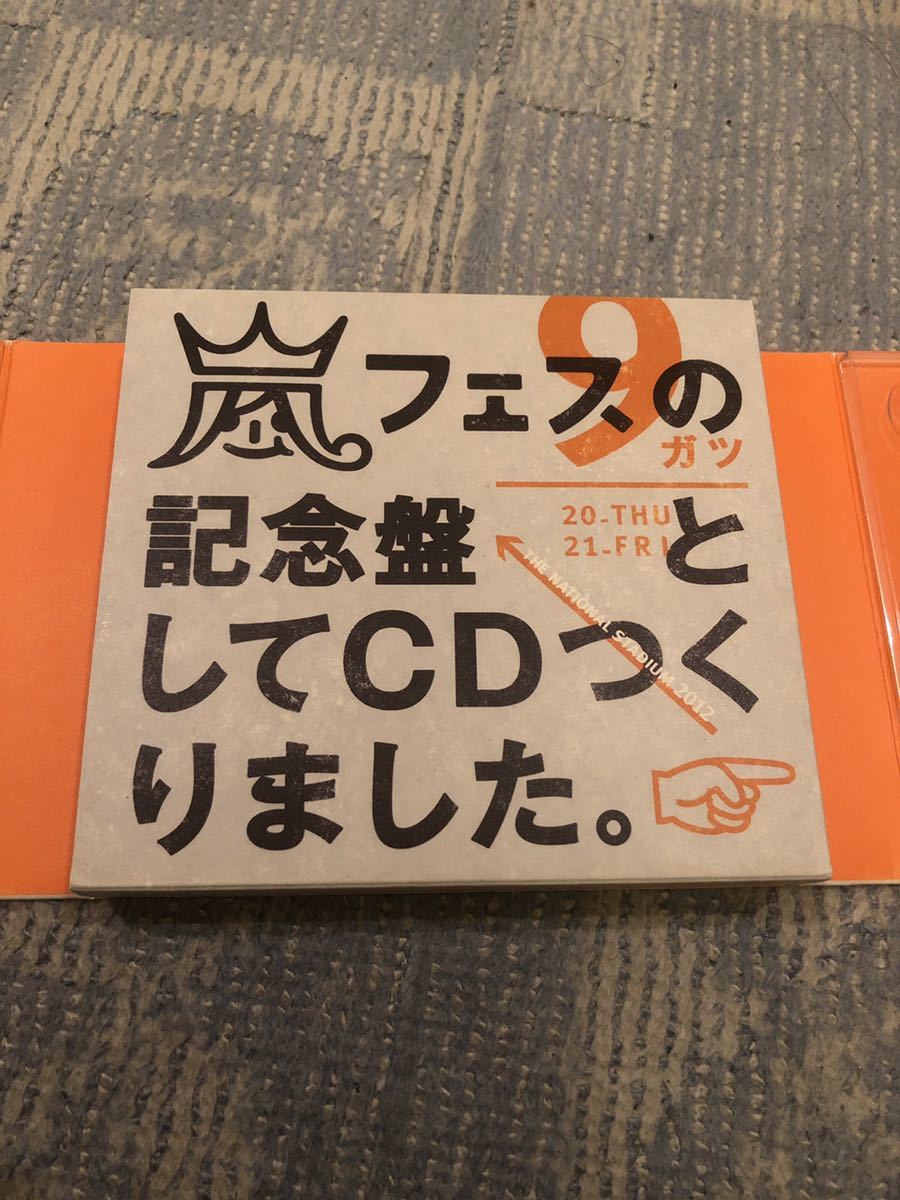 嵐フェスの
9
ガツ
20-THU
21-FRI
THE NATIONAL STADIUM 2012
記念盤と
してCDつく
りました。